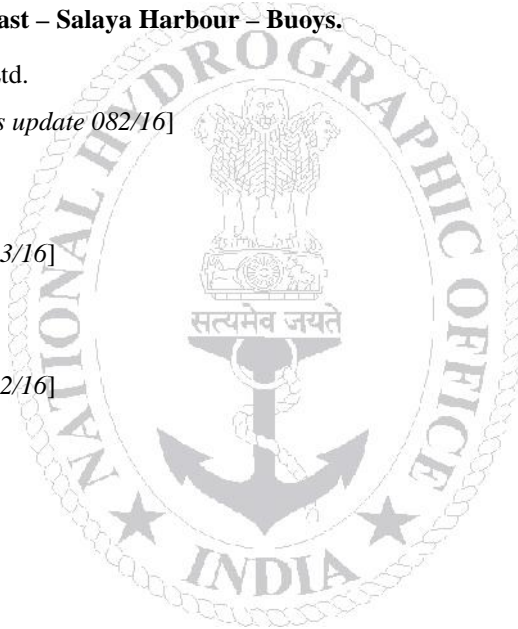 ast – Salaya Harbour – Buoys.
td.
s update 082/16]
3/16]
2/16]
NATIONAL HYDROGRAPHIC OFFICE
सत्यमेव जयते
INDIA